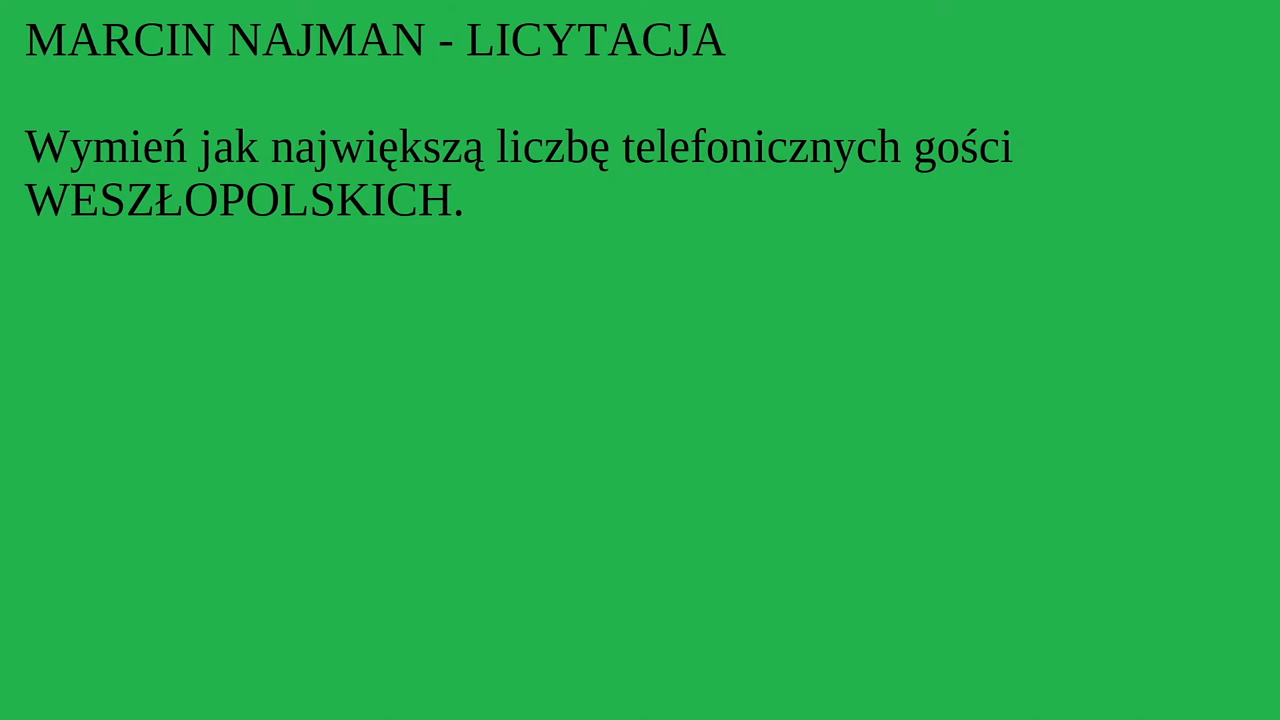 MARCIN NAJMAN - LICYTACJA
Wymień jak największą liczbę telefonicznych gości
WESZŁOPOLSKICH.